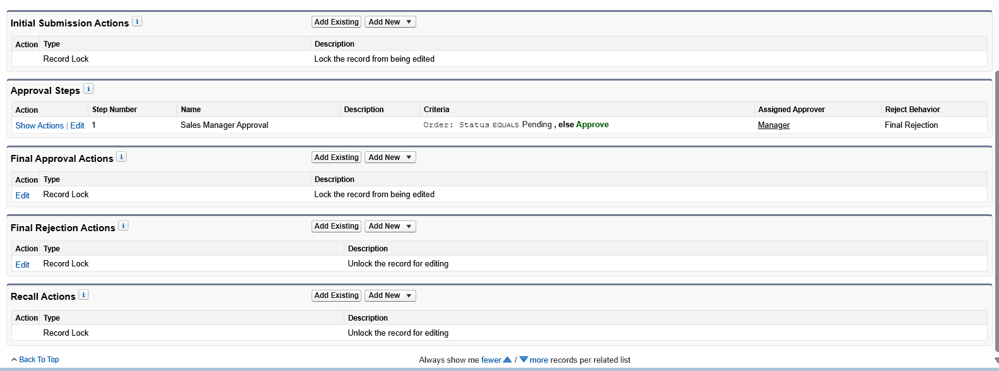 Initial Submission Actions i Add Existing Add New
Action Type Description
Record Lock Lock the record from being edited
Approval Steps i
Action Step Number Name Description Criteria Assigned Approver Reject Behavior
Show Actions | Edit 1 Sales Manager Approval Order: Status EQUALS Pending , else Approve Manager Final Rejection
Final Approval Actions i Add Existing Add New
Action Type Description
Edit Record Lock Lock the record from being edited
Final Rejection Actions i Add Existing Add New
Action Type Description
Edit Record Lock Unlock the record for editing
Recall Actions i Add Existing Add New
Action Type Description
Record Lock Unlock the record for editing
Back To Top Always show me fewer / more records per related list